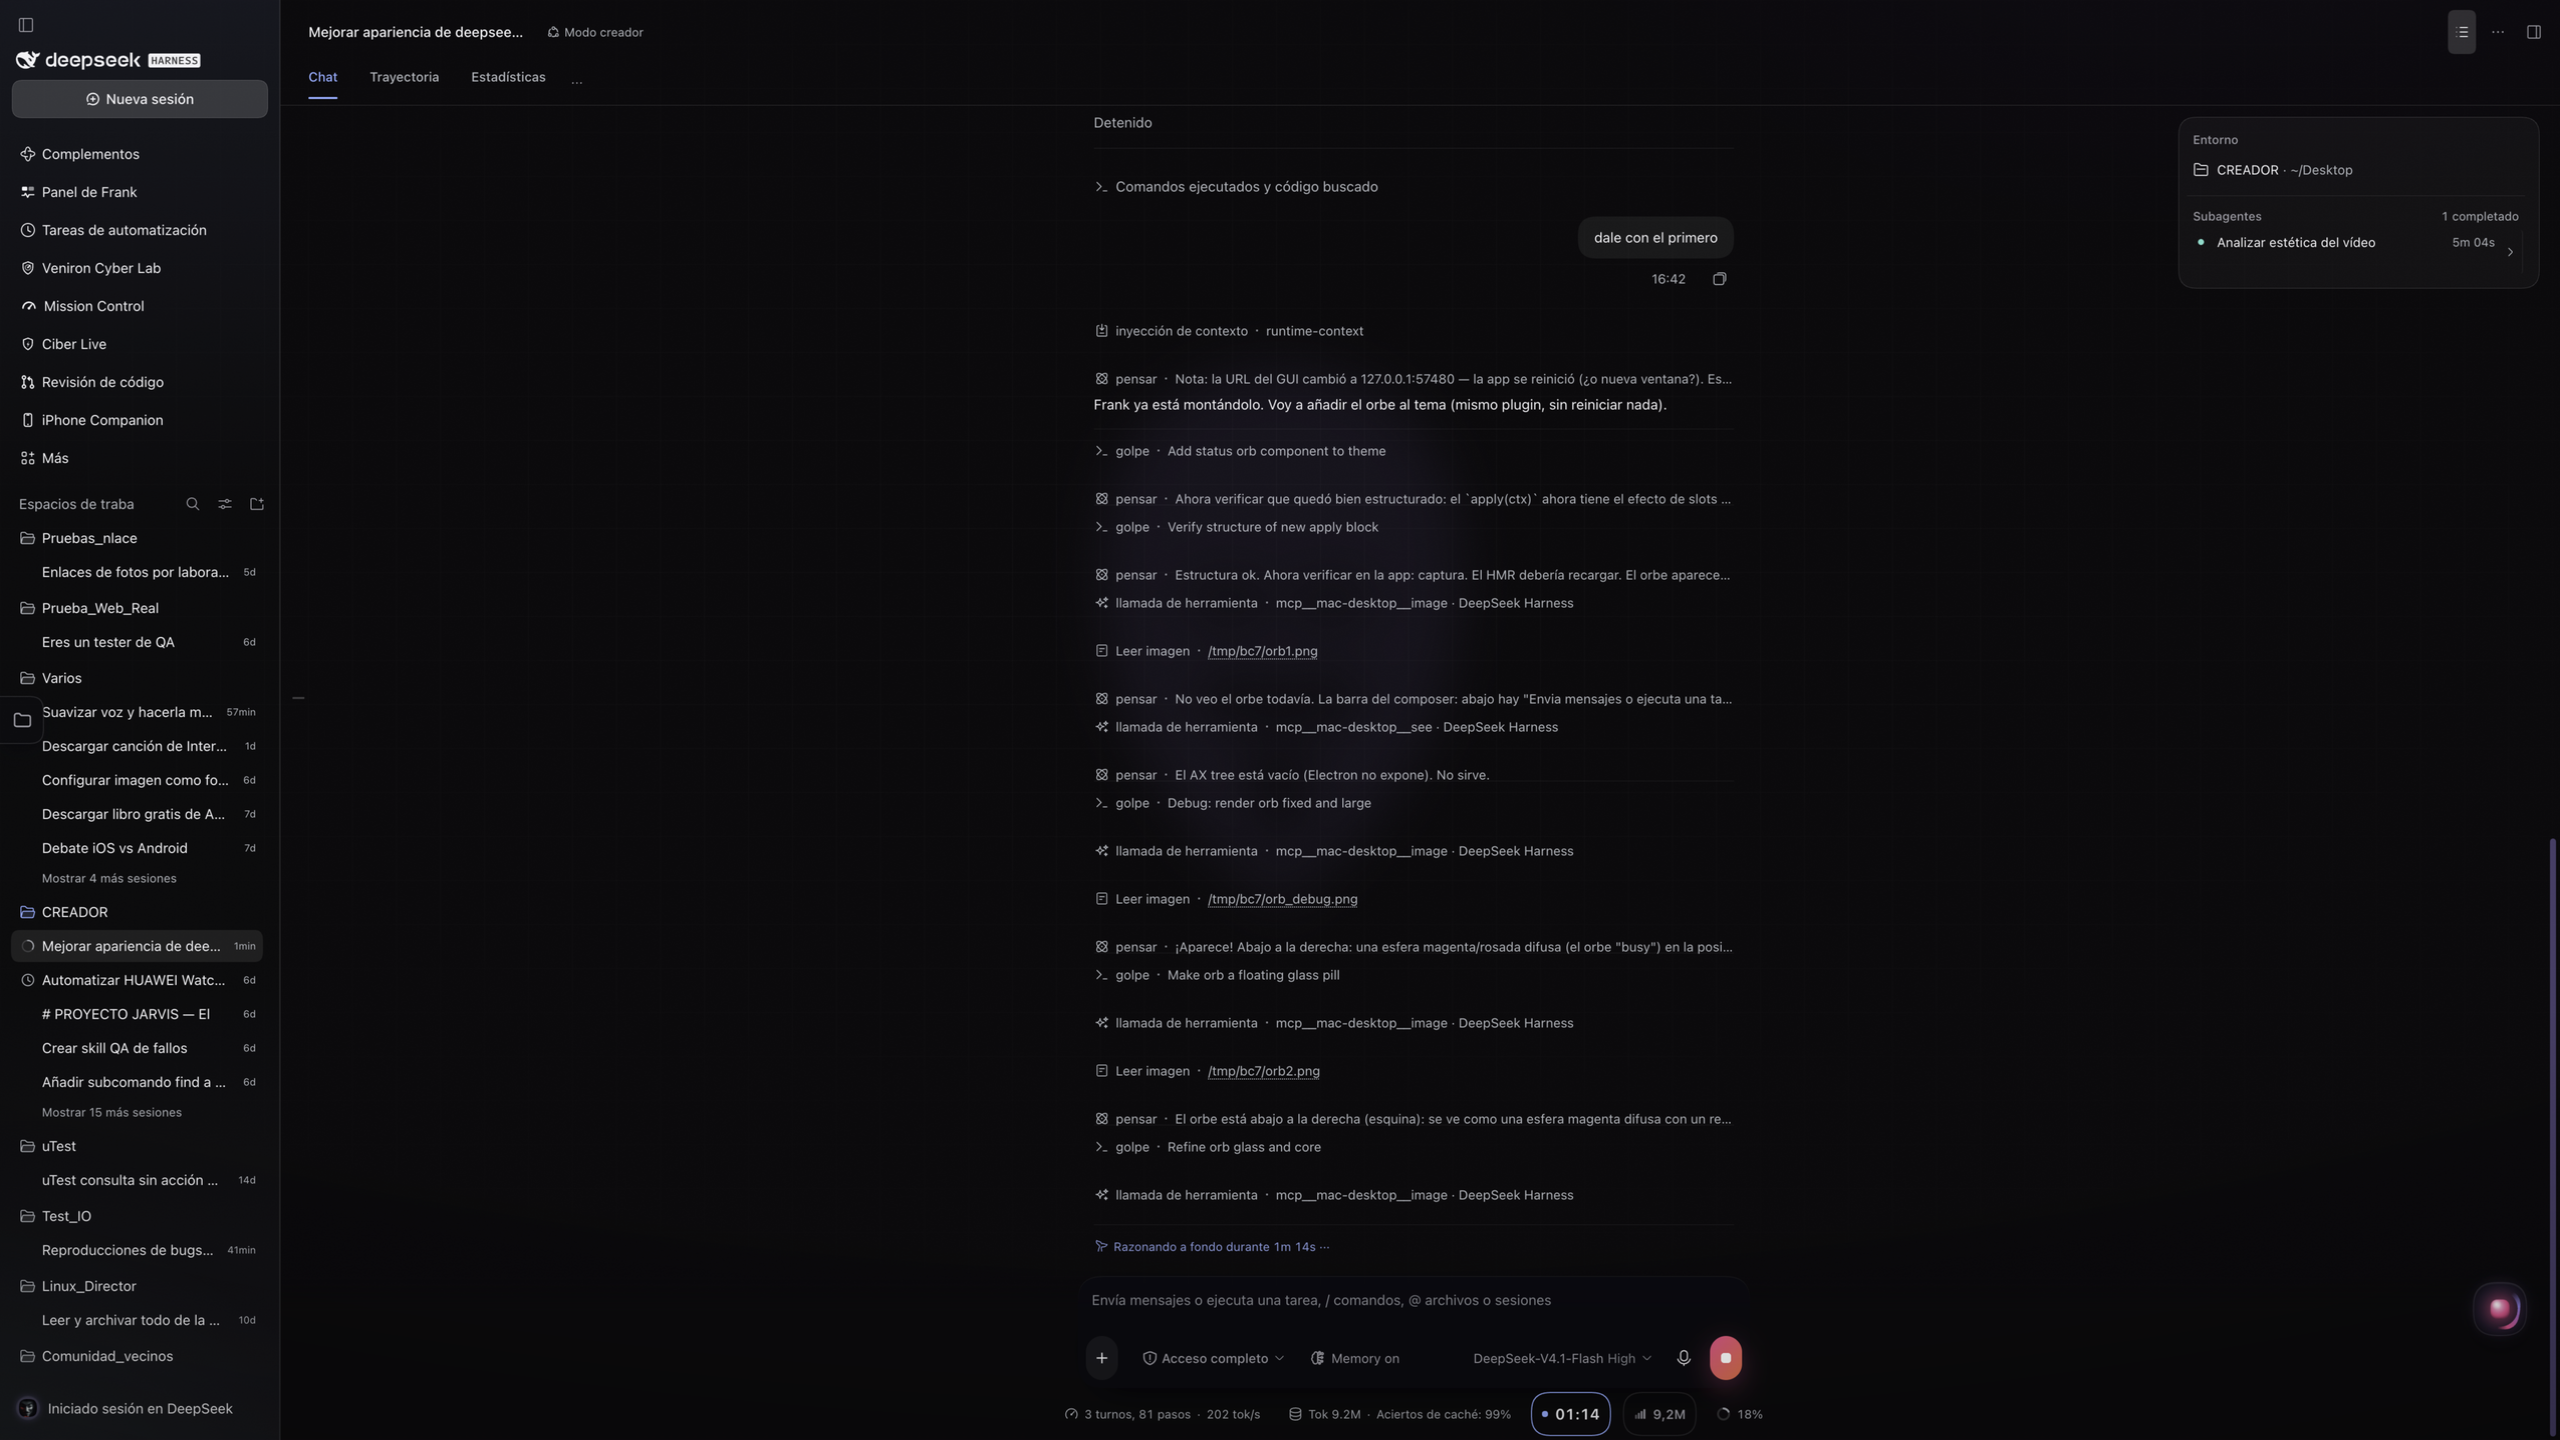 deepseek HARNESS
Nueva sesión
Complementos
Panel de Frank
Tareas de automatización
Veniron Cyber Lab
Mission Control
Ciber Live
Revisión de código
iPhone Companion
Más
Espacios de traba
Pruebas_nlace
Enlaces de fotos por labora... 5d
Prueba_Web_Real
Eres un tester de QA 6d
Varios
Suavizar voz y hacerla m... 57min
Descargar canción de Inter... 1d
Configurar imagen como fo... 6d
Descargar libro gratis de A... 7d
Debate iOS vs Android 7d
Mostrar 4 más sesiones
CREADOR
Mejorar apariencia de dee... 1min
Automatizar HUAWEI Watc... 6d
# PROYECTO JARVIS — El 6d
Crear skill QA de fallos 6d
Añadir subcomando find a ... 6d
Mostrar 15 más sesiones
uTest
uTest consulta sin acción ... 14d
Test_IO
Reproducciones de bugs... 41min
Linux_Director
Leer y archivar todo de la ... 10d
Comunidad_vecinos
Iniciado sesión en DeepSeek
Mejorar apariencia de deepsee... Modo creador
Chat Trayectoria Estadísticas ...
Detenido
Comandos ejecutados y código buscado
dale con el primero
16:42
inyección de contexto · runtime-context
pensar · Nota: la URL del GUI cambió a 127.0.0.1:57480 — la app se reinició (¿o nueva ventana?). Es...
Frank ya está montándolo. Voy a añadir el orbe al tema (mismo plugin, sin reiniciar nada).
golpe · Add status orb component to theme
pensar · Ahora verificar que quedó bien estructurado: el `apply(ctx)` ahora tiene el efecto de slots ...
golpe · Verify structure of new apply block
pensar · Estructura ok. Ahora verificar en la app: captura. El HMR debería recargar. El orbe aparece...
llamada de herramienta · mcp__mac-desktop__image · DeepSeek Harness
Leer imagen · /tmp/bc7/orb1.png
pensar · No veo el orbe todavía. La barra del composer: abajo hay "Envia mensajes o ejecuta una ta...
llamada de herramienta · mcp__mac-desktop__see · DeepSeek Harness
pensar · El AX tree está vacío (Electron no expone). No sirve.
golpe · Debug: render orb fixed and large
llamada de herramienta · mcp__mac-desktop__image · DeepSeek Harness
Leer imagen · /tmp/bc7/orb_debug.png
pensar · ¡Aparece! Abajo a la derecha: una esfera magenta/rosada difusa (el orbe "busy") en la posi...
golpe · Make orb a floating glass pill
llamada de herramienta · mcp__mac-desktop__image · DeepSeek Harness
Leer imagen · /tmp/bc7/orb2.png
pensar · El orbe está abajo a la derecha (esquina): se ve como una esfera magenta difusa con un re...
golpe · Refine orb glass and core
llamada de herramienta · mcp__mac-desktop__image · DeepSeek Harness
Razonando a fondo durante 1m 14s ...
Envía mensajes o ejecuta una tarea, / comandos, @ archivos o sesiones
+ Acceso completo Memory on DeepSeek-V4.1-Flash High
3 turnos, 81 pasos · 202 tok/s Tok 9.2M · Aciertos de caché: 99% 01:14 9,2M 18%
Entorno
CREADOR · ~/Desktop
Subagentes 1 completado
Analizar estética del vídeo 5m 04s